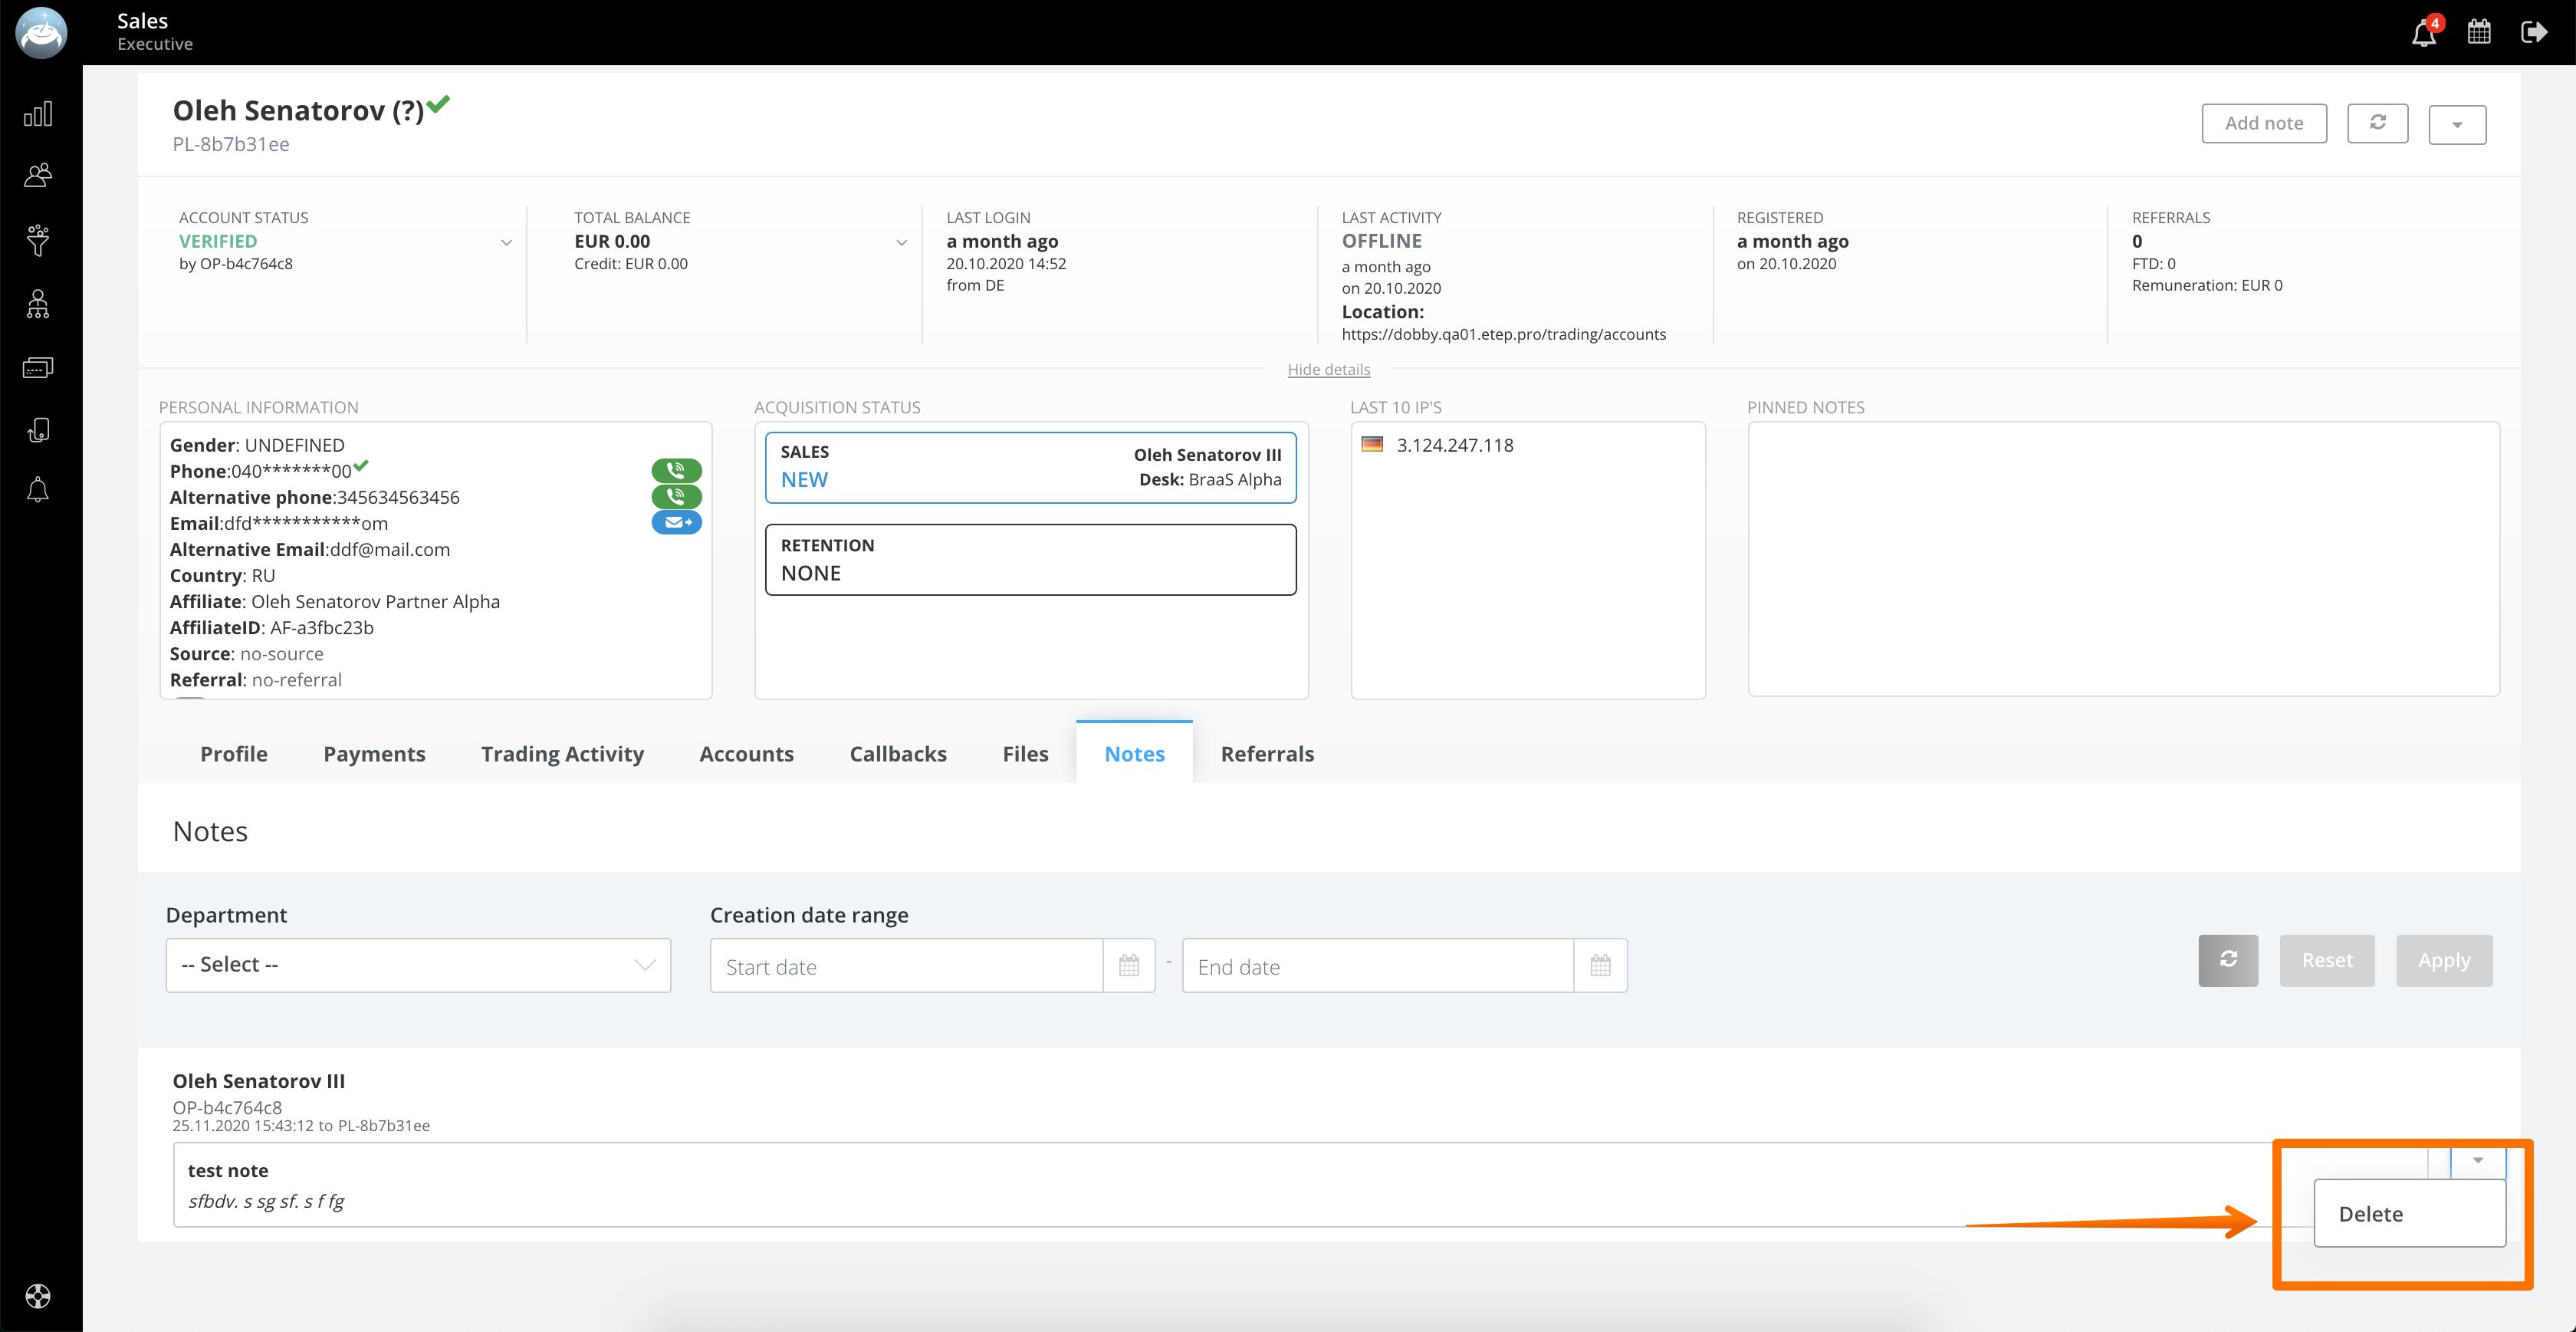 Sales
Executive
4
Oleh Senatorov (?)
PL-8b7b31ee
Add note
ACCOUNT STATUS
VERIFIED
by OP-b4c764c8
TOTAL BALANCE
EUR 0.00
Credit: EUR 0.00
LAST LOGIN
a month ago
20.10.2020 14:52
from DE
LAST ACTIVITY
OFFLINE
a month ago
on 20.10.2020
Location:
https://dobby.qa01.etep.pro/trading/accounts
REGISTERED
a month ago
on 20.10.2020
REFERRALS
0
FTD: 0
Remuneration: EUR 0
Hide details
PERSONAL INFORMATION
Gender: UNDEFINED
Phone:040*******00
Alternative phone:345634563456
Email:dfd***********om
Alternative Email:ddf@mail.com
Country: RU
Affiliate: Oleh Senatorov Partner Alpha
AffiliateID: AF-a3fbc23b
Source: no-source
Referral: no-referral
ACQUISITION STATUS
SALES
NEW
Oleh Senatorov III
Desk: BraaS Alpha
RETENTION
NONE
LAST 10 IP'S
3.124.247.118
PINNED NOTES
Profile Payments Trading Activity Accounts Callbacks Files Notes Referrals
Notes
Department
-- Select --
Creation date range
Start date - End date
Reset Apply
Oleh Senatorov III
OP-b4c764c8
25.11.2020 15:43:12 to PL-8b7b31ee
test note
sfbdv. s sg sf. s f fg
Delete